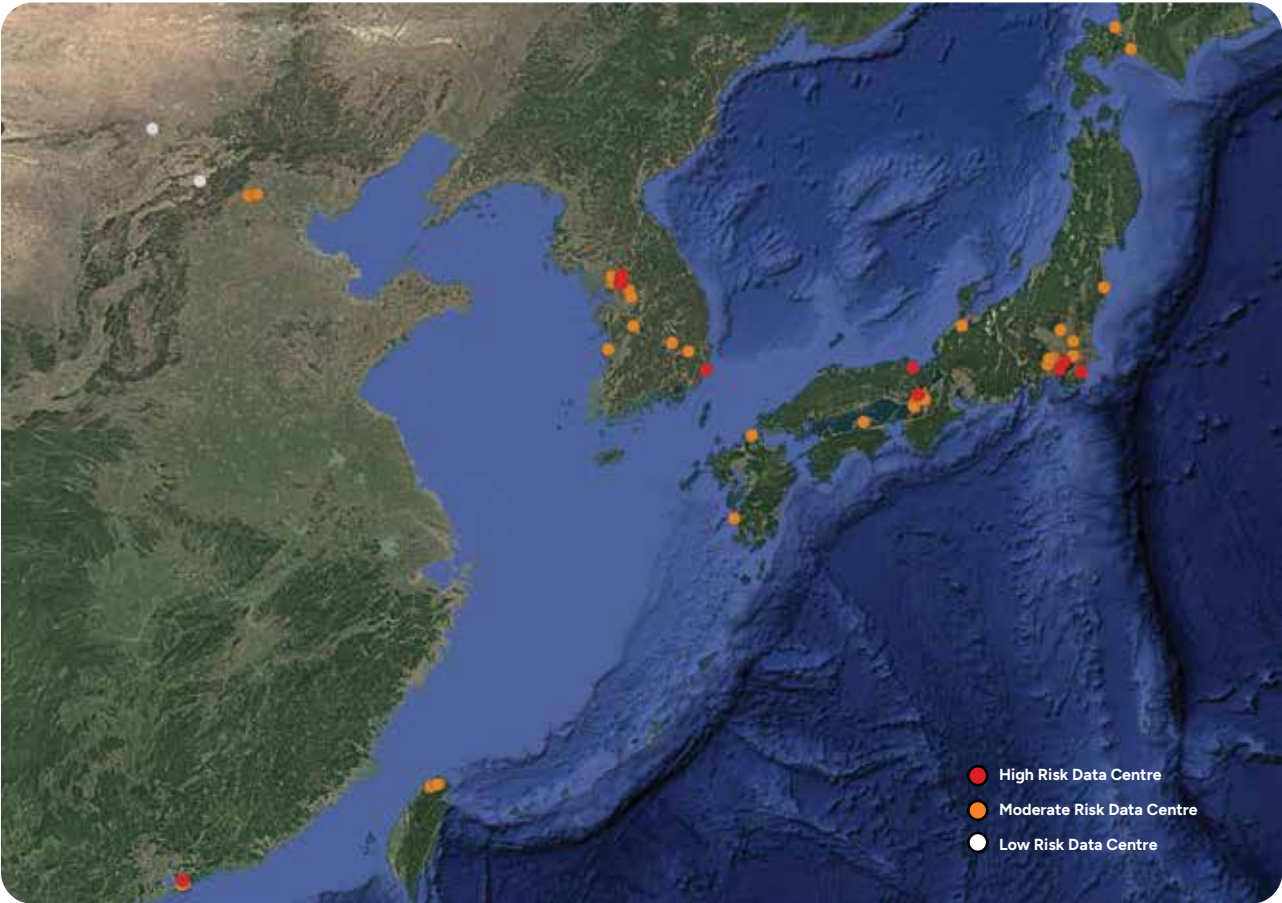 High Risk Data Centre
Moderate Risk Data Centre
Low Risk Data Centre